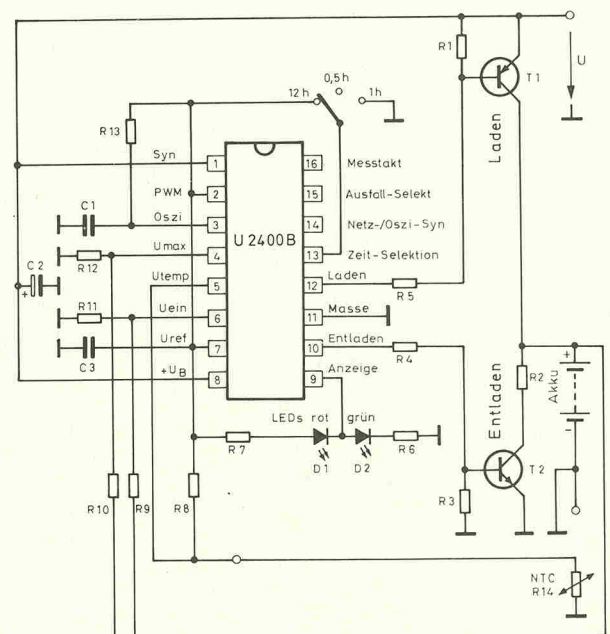 R1
T1
U
0,5h
12h
1h
R13
Laden
Syn
1
16
Messtakt
PWM
2
15
Ausfall-Selekt
C1
Oszi
3
14
Netz-/Oszi-Syn
U2400B
R12
Umax
4
13
Zeit-Selektion
C2
+
Utemp
5
12
Laden
R5
R11
Uein
6
11
Masse
C3
Uref
7
10
Entladen
R4
+UB
8
9
Anzeige
R2
+
Akku
-
Entladen
LEDs rot grün
R7
D1
D2
R6
T2
R3
R10
R9
R8
NTC
R14